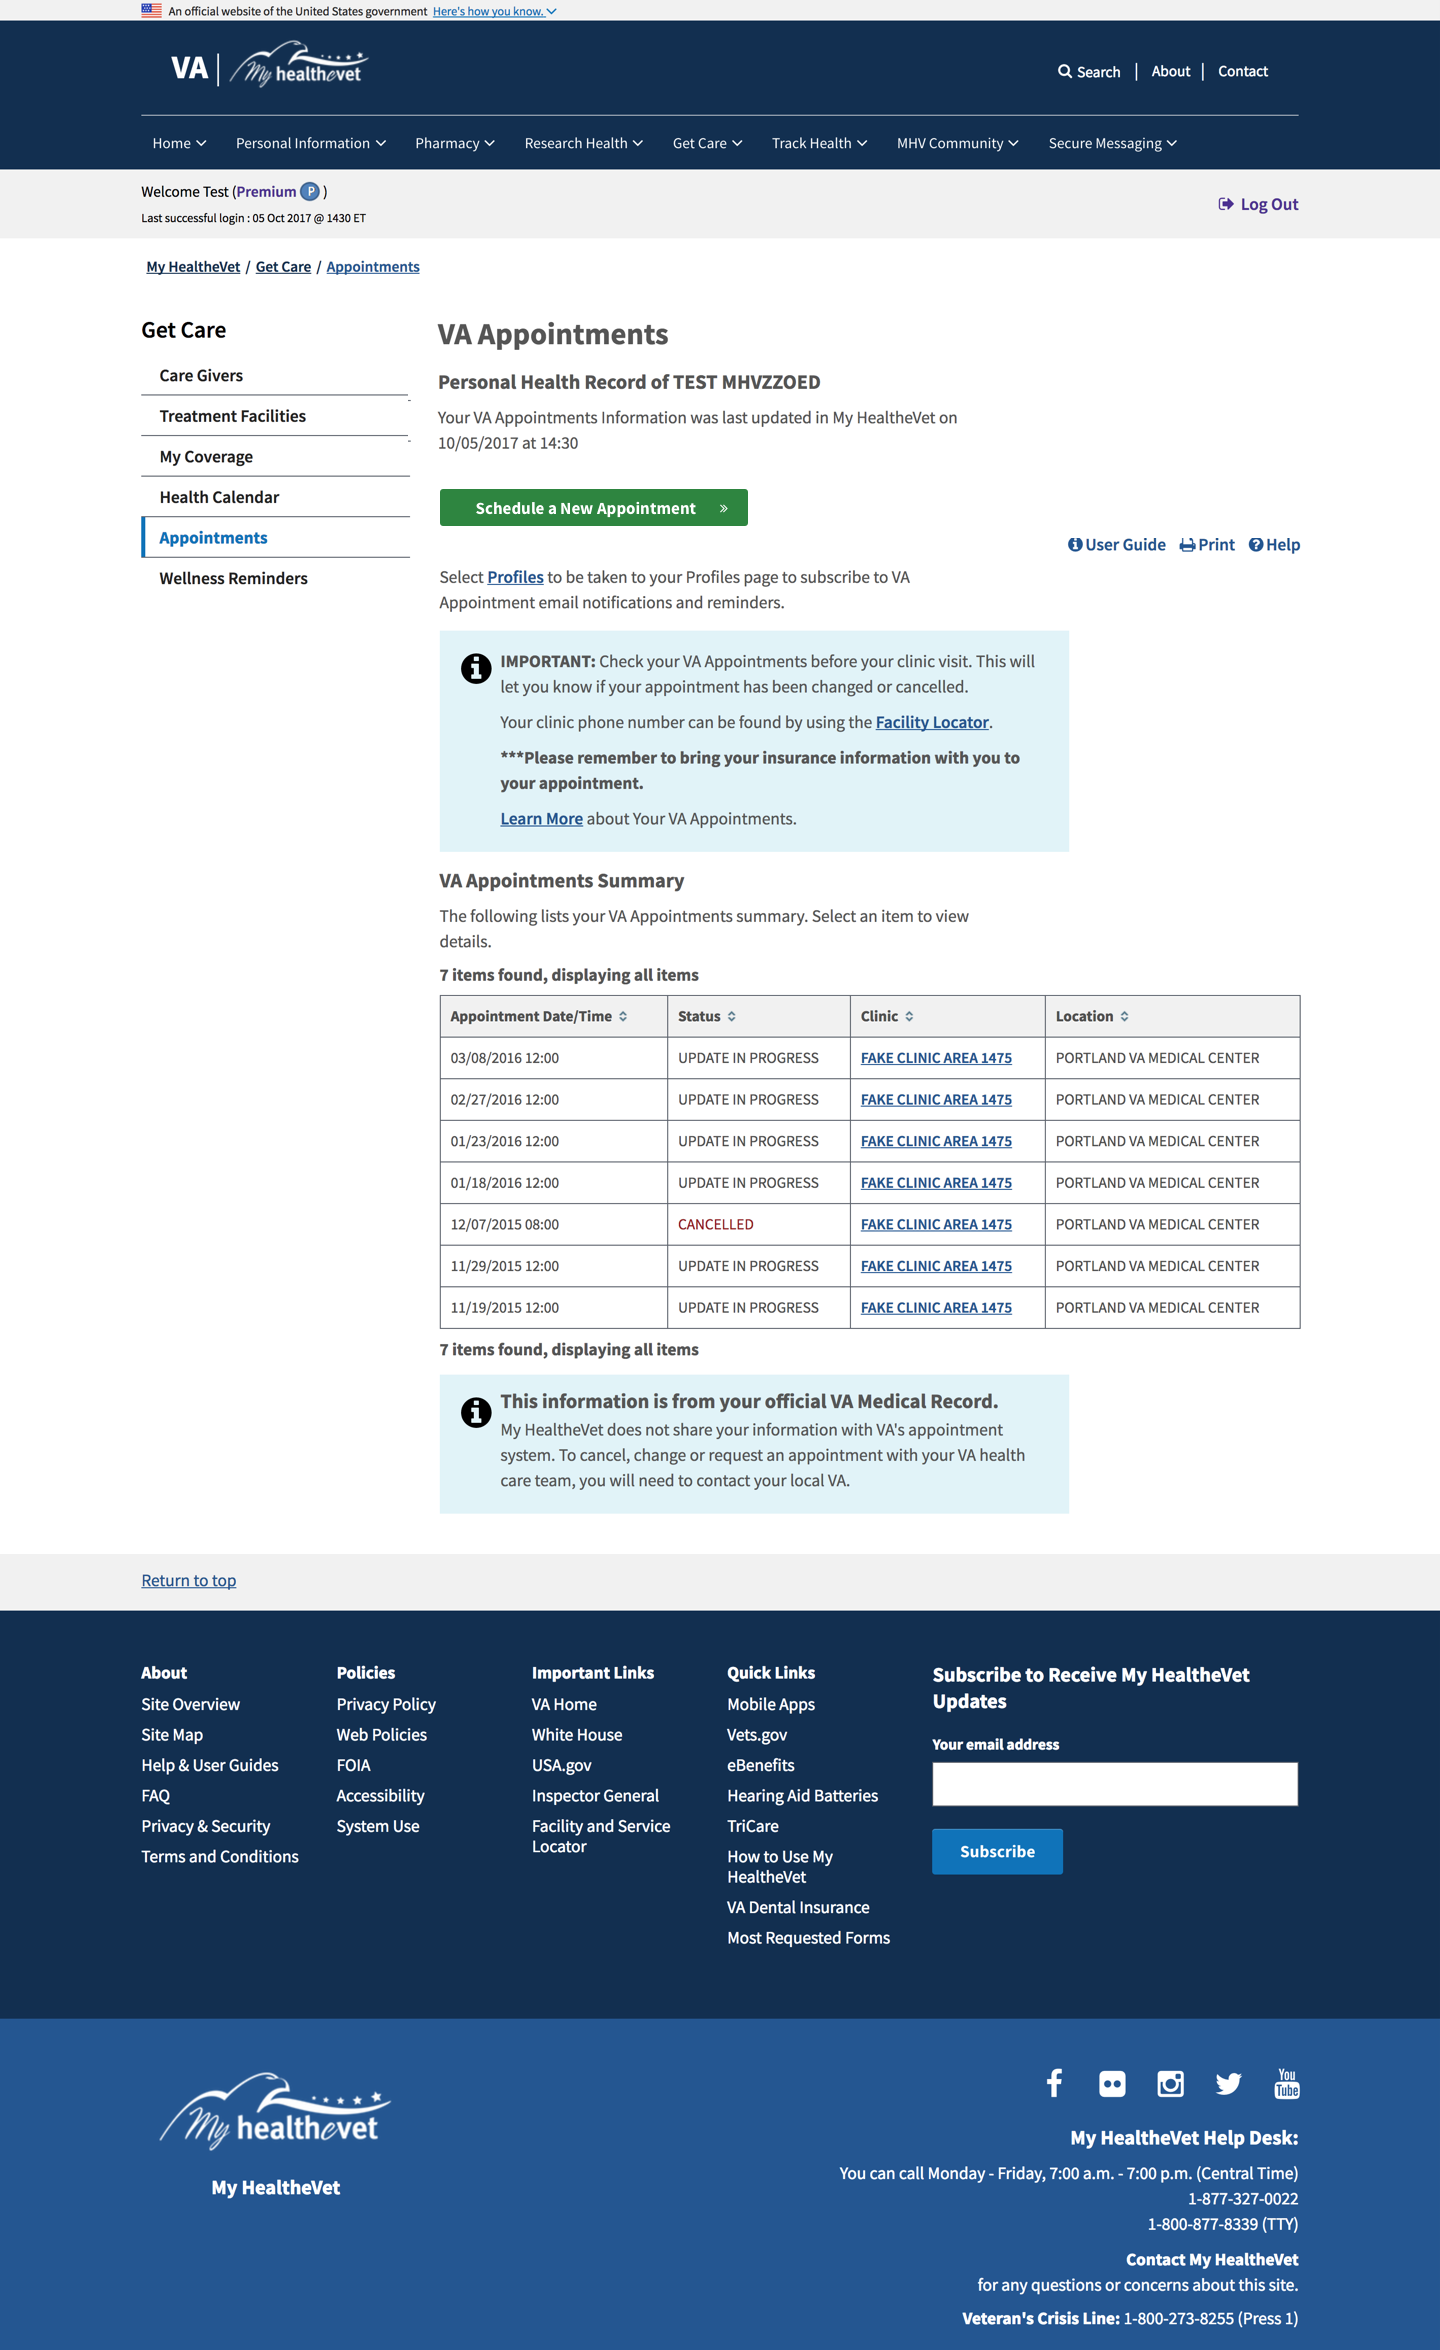 An official website of the United States government Here's how you know.
VA | My healthevet
Search | About | Contact
Home Personal Information Pharmacy Research Health Get Care Track Health MHV Community Secure Messaging
Welcome Test (Premium P )
Last successful login : 05 Oct 2017 @ 1430 ET
Log Out
My HealtheVet / Get Care / Appointments
Get Care
Care Givers
Treatment Facilities
My Coverage
Health Calendar
Appointments
Wellness Reminders
VA Appointments
Personal Health Record of TEST MHVZZOED
Your VA Appointments Information was last updated in My HealtheVet on
10/05/2017 at 14:30
Schedule a New Appointment »
User Guide Print Help
Select Profiles to be taken to your Profiles page to subscribe to VA
Appointment email notifications and reminders.
IMPORTANT: Check your VA Appointments before your clinic visit. This will
let you know if your appointment has been changed or cancelled.
Your clinic phone number can be found by using the Facility Locator.
***Please remember to bring your insurance information with you to
your appointment.
Learn More about Your VA Appointments.
VA Appointments Summary
The following lists your VA Appointments summary. Select an item to view
details.
7 items found, displaying all items
Appointment Date/Time Status Clinic Location
03/08/2016 12:00 UPDATE IN PROGRESS FAKE CLINIC AREA 1475 PORTLAND VA MEDICAL CENTER
02/27/2016 12:00 UPDATE IN PROGRESS FAKE CLINIC AREA 1475 PORTLAND VA MEDICAL CENTER
01/23/2016 12:00 UPDATE IN PROGRESS FAKE CLINIC AREA 1475 PORTLAND VA MEDICAL CENTER
01/18/2016 12:00 UPDATE IN PROGRESS FAKE CLINIC AREA 1475 PORTLAND VA MEDICAL CENTER
12/07/2015 08:00 CANCELLED FAKE CLINIC AREA 1475 PORTLAND VA MEDICAL CENTER
11/29/2015 12:00 UPDATE IN PROGRESS FAKE CLINIC AREA 1475 PORTLAND VA MEDICAL CENTER
11/19/2015 12:00 UPDATE IN PROGRESS FAKE CLINIC AREA 1475 PORTLAND VA MEDICAL CENTER
7 items found, displaying all items
This information is from your official VA Medical Record.
My HealtheVet does not share your information with VA's appointment
system. To cancel, change or request an appointment with your VA health
care team, you will need to contact your local VA.
Return to top
About
Site Overview
Site Map
Help & User Guides
FAQ
Privacy & Security
Terms and Conditions
Policies
Privacy Policy
Web Policies
FOIA
Accessibility
System Use
Important Links
VA Home
White House
USA.gov
Inspector General
Facility and Service
Locator
Quick Links
Mobile Apps
Vets.gov
eBenefits
Hearing Aid Batteries
TriCare
How to Use My
HealtheVet
VA Dental Insurance
Most Requested Forms
Subscribe to Receive My HealtheVet
Updates
Your email address
Subscribe
My healthevet
My HealtheVet
You Tube
My HealtheVet Help Desk:
You can call Monday - Friday, 7:00 a.m. - 7:00 p.m. (Central Time)
1-877-327-0022
1-800-877-8339 (TTY)
Contact My HealtheVet
for any questions or concerns about this site.
Veteran's Crisis Line: 1-800-273-8255 (Press 1)